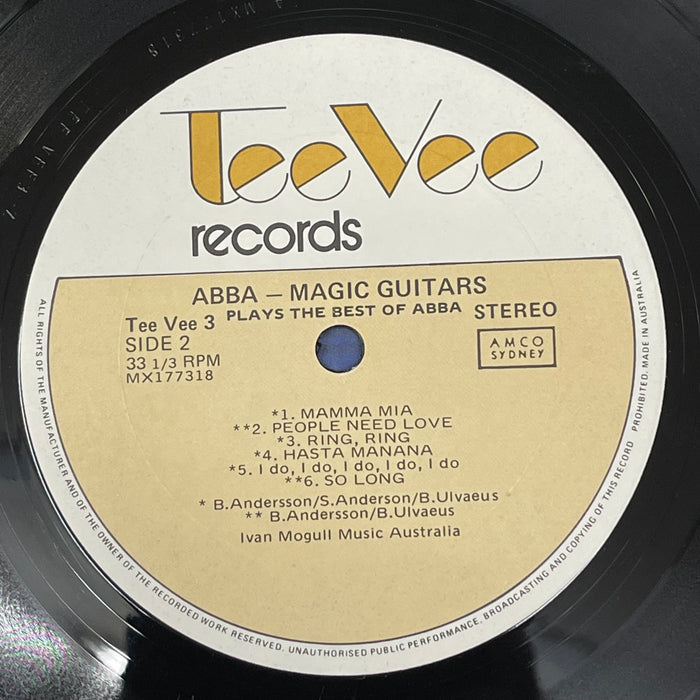 TeeVee
records
ABBA – MAGIC GUITARS
PLAYS THE BEST OF ABBA
Tee Vee 3
STEREO
SIDE 2
33 1/3 RPM
MX177318
AMCO
SYDNEY
*1. MAMMA MIA
**2. PEOPLE NEED LOVE
*3. RING, RING
*4. HASTA MANANA
*5. I do, I do, I do, I do, I do
**6. SO LONG
* B.Andersson/S.Anderson/B.Ulvaeus
** B.Andersson/B.Ulvaeus
Ivan Mogull Music Australia
ALL RIGHTS OF THE MANUFACTURER AND OF THE OWNER OF THE RECORDED WORK RESERVED. UNAUTHORISED PUBLIC PERFORMANCE, BROADCASTING AND COPYING OF THIS RECORD PROHIBITED. MADE IN AUSTRALIA
MX177318